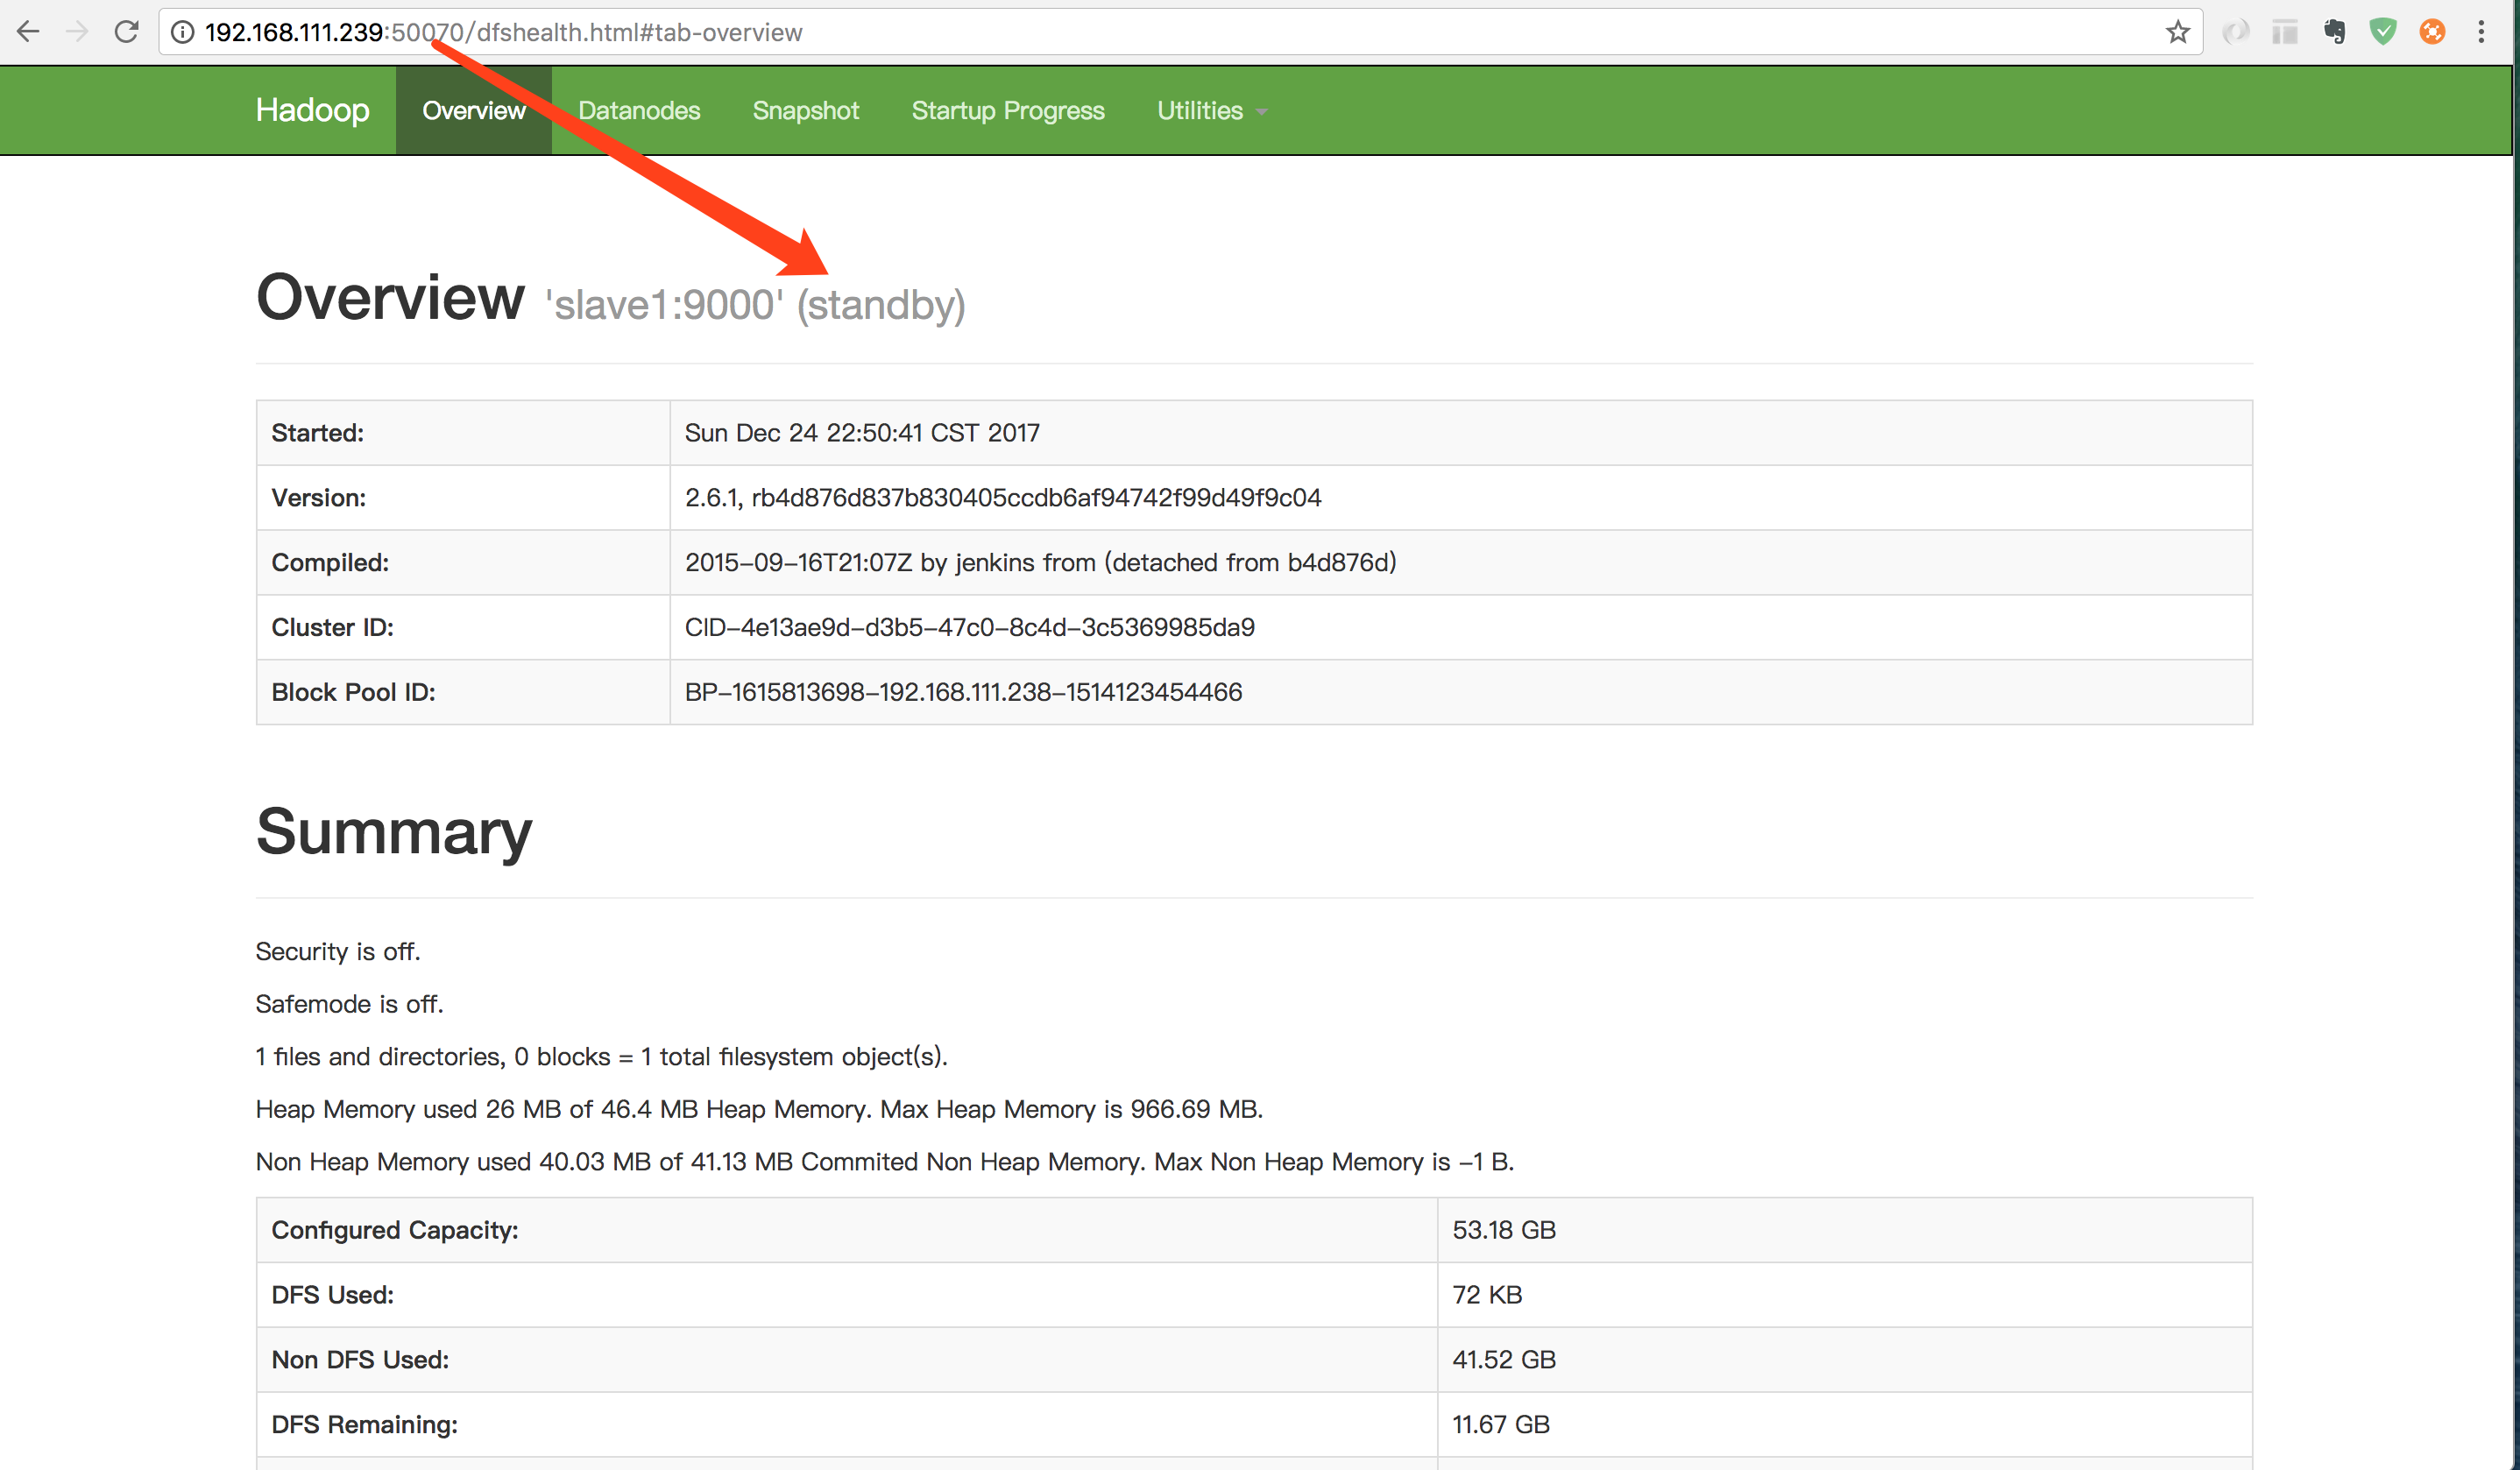 192.168.111.239:50070/dfshealth.html#tab-overview
Hadoop Overview Datanodes Snapshot Startup Progress Utilities
Overview 'slave1:9000' (standby)
Started: Sun Dec 24 22:50:41 CST 2017
Version: 2.6.1, rb4d876d837b830405ccdb6af94742f99d49f9c04
Compiled: 2015-09-16T21:07Z by jenkins from (detached from b4d876d)
Cluster ID: CID-4e13ae9d-d3b5-47c0-8c4d-3c5369985da9
Block Pool ID: BP-1615813698-192.168.111.238-1514123454466
Summary
Security is off.
Safemode is off.
1 files and directories, 0 blocks = 1 total filesystem object(s).
Heap Memory used 26 MB of 46.4 MB Heap Memory. Max Heap Memory is 966.69 MB.
Non Heap Memory used 40.03 MB of 41.13 MB Commited Non Heap Memory. Max Non Heap Memory is -1 B.
Configured Capacity: 53.18 GB
DFS Used: 72 KB
Non DFS Used: 41.52 GB
DFS Remaining: 11.67 GB